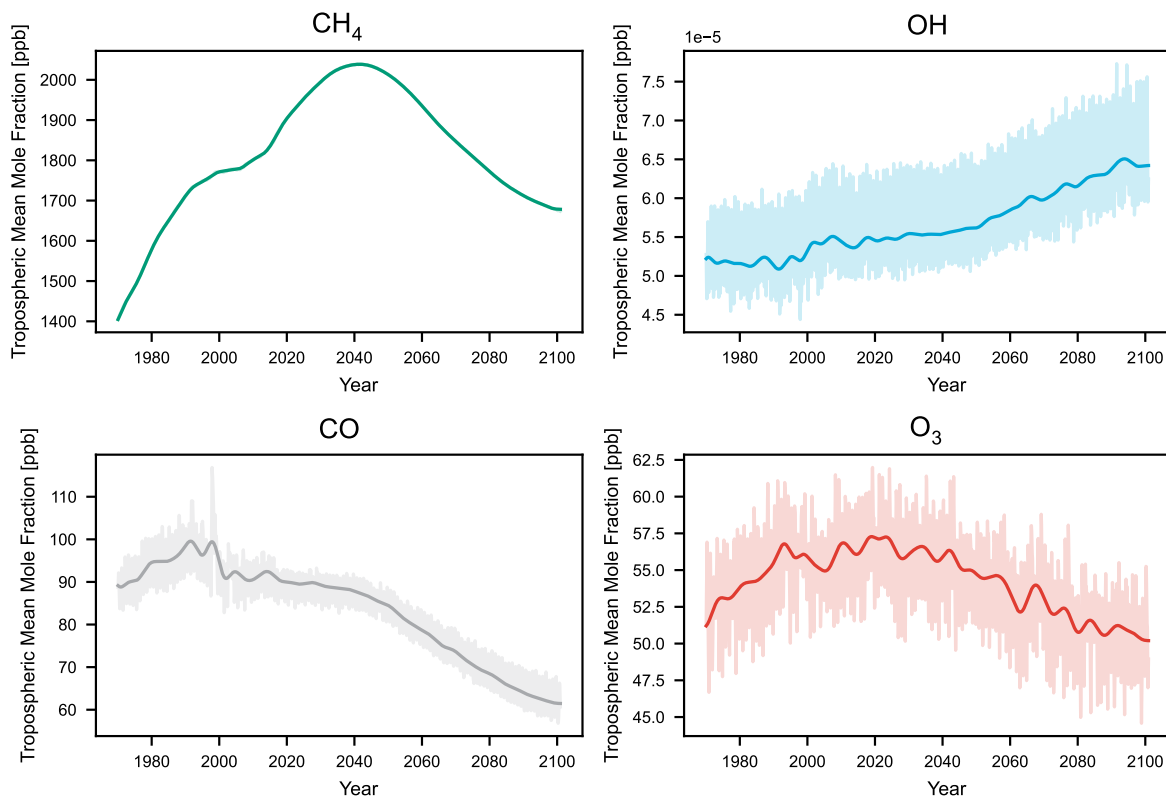 CH4
Tropospheric Mean Mole Fraction [ppb]
2000
1900
1800
1700
1600
1500
1400
1980 2000 2020 2040 2060 2080 2100
Year
OH
1e−5
Tropospheric Mean Mole Fraction [ppb]
7.5
7.0
6.5
6.0
5.5
5.0
4.5
1980 2000 2020 2040 2060 2080 2100
Year
CO
Tropospheric Mean Mole Fraction [ppb]
110
100
90
80
70
60
1980 2000 2020 2040 2060 2080 2100
Year
O3
Tropospheric Mean Mole Fraction [ppb]
62.5
60.0
57.5
55.0
52.5
50.0
47.5
45.0
1980 2000 2020 2040 2060 2080 2100
Year